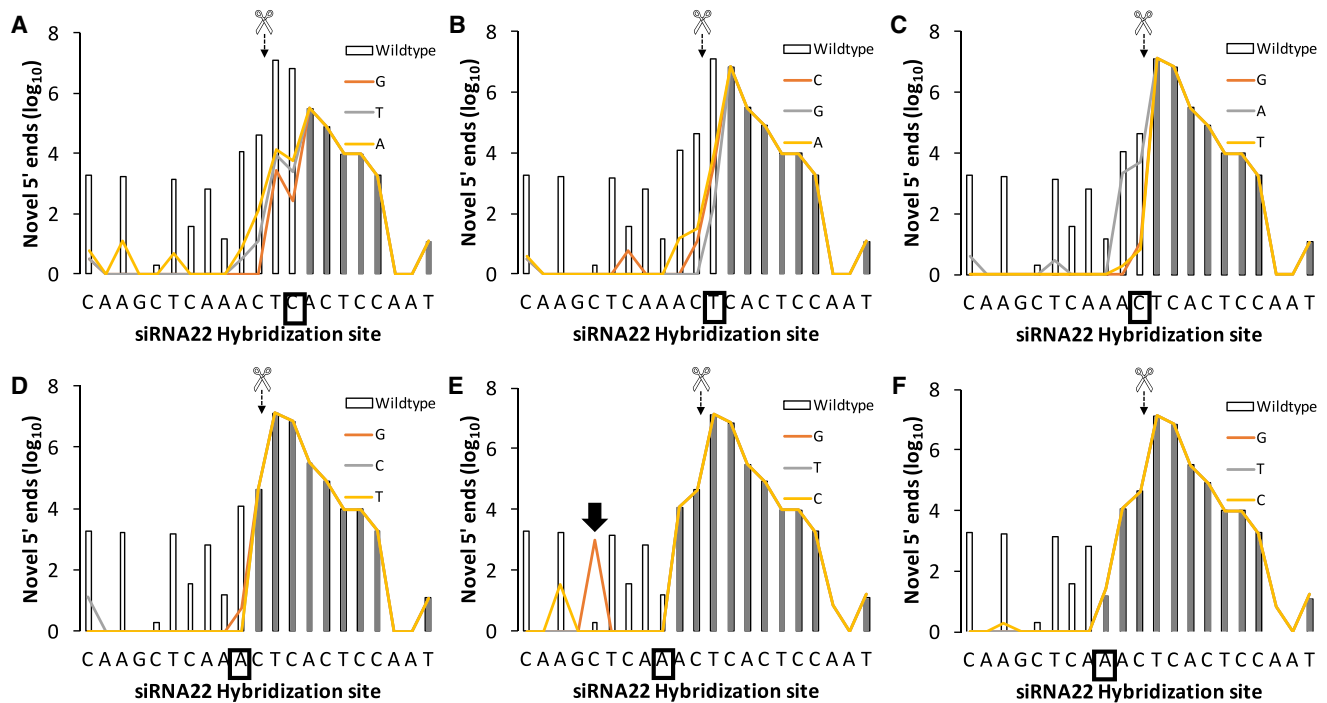 A
Novel 5' ends (log10)
8
6
4
2
0
Wildtype
G
T
A
C A A G C T C A A A C T C A C T C C A A T
siRNA22 Hybridization site
B
Novel 5' ends (log10)
8
6
4
2
0
Wildtype
C
G
A
C A A G C T C A A A C T C A C T C C A A T
siRNA22 Hybridization site
C
Novel 5' ends (log10)
8
6
4
2
0
Wildtype
G
A
T
C A A G C T C A A A C T C A C T C C A A T
siRNA22 Hybridization site
D
Novel 5' ends (log10)
8
6
4
2
0
Wildtype
G
C
T
C A A G C T C A A A C T C A C T C C A A T
siRNA22 Hybridization site
E
Novel 5' ends (log10)
8
6
4
2
0
Wildtype
G
T
C
C A A G C T C A A A C T C A C T C C A A T
siRNA22 Hybridization site
F
Novel 5' ends (log10)
8
6
4
2
0
Wildtype
G
T
C
C A A G C T C A A A C T C A C T C C A A T
siRNA22 Hybridization site